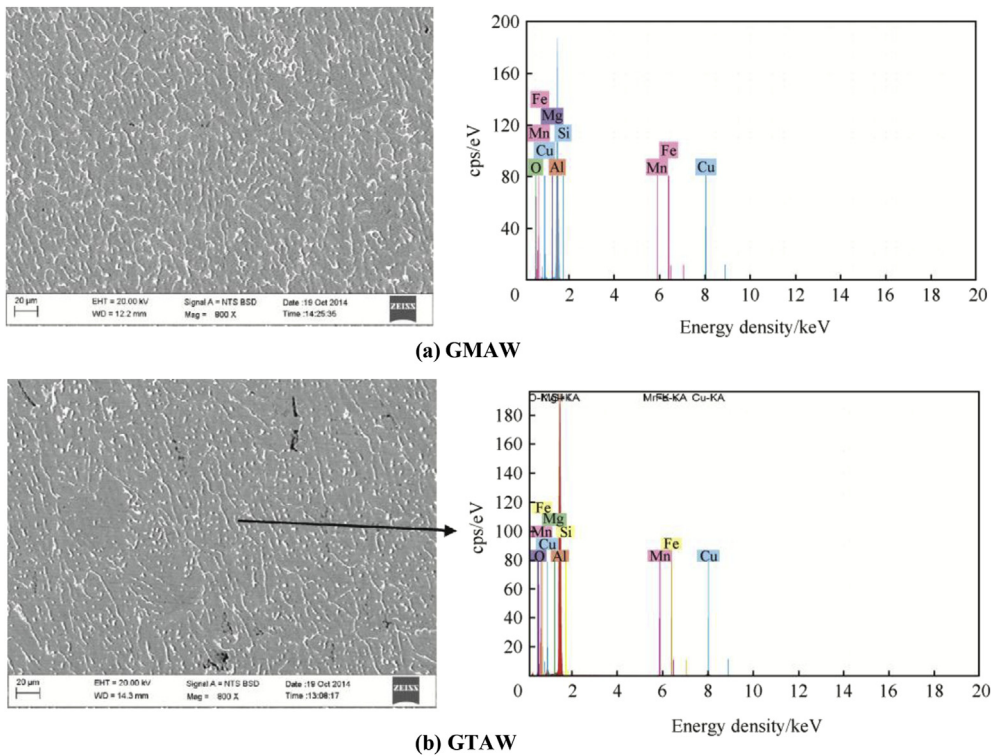 20 µm
EHT = 20.00 kV
WD = 12.2 mm
Signal A = NTS BSD
Mag = 800 X
Date :19 Oct 2014
Time :14:25:35
ZEISS
200
160
120
80
40
0
2
4
6
8
10
12
14
16
18
20
cps/eV
Fe
Mg
Mn
Si
Cu
O
Al
Fe
Mn
Cu
Energy density/keV
(a) GMAW
20 µm
EHT = 20.00 kV
WD = 14.3 mm
Signal A = NTS BSD
Mag = 800 X
Date :19 Oct 2014
Time :13:08:17
ZEISS
Cu-KA
180
160
140
120
100
80
60
40
20
0
2
4
6
8
10
12
14
16
18
20
cps/eV
Fe
Mg
Mn
Si
Cu
O
Al
Fe
Mn
Cu
Energy density/keV
(b) GTAW